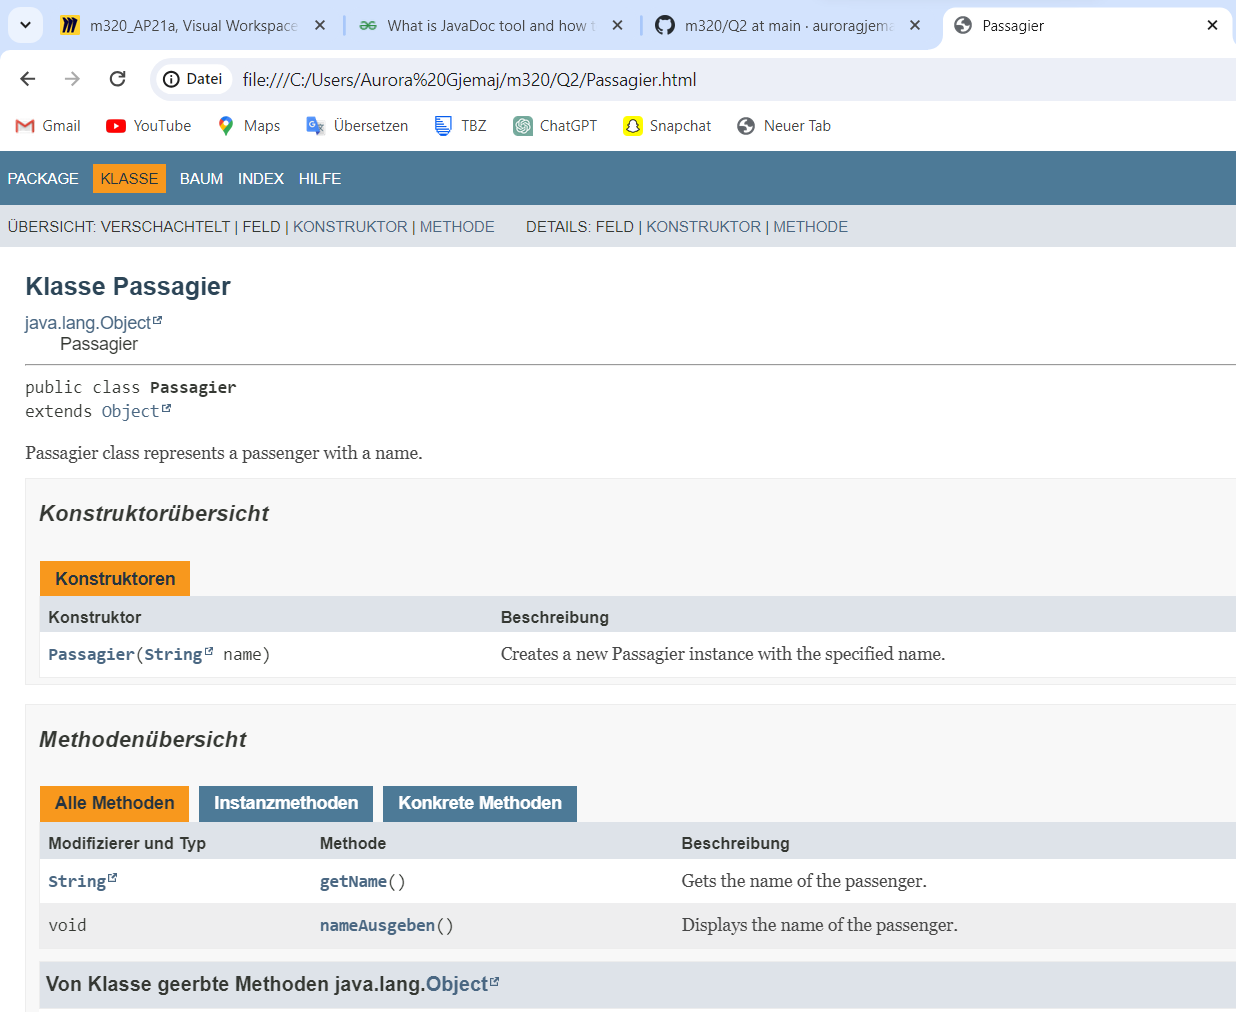 m320_AP21a, Visual Workspace
What is JavaDoc tool and how t
m320/Q2 at main · auroragjema
Passagier
Datei file:///C:/Users/Aurora%20Gjemaj/m320/Q2/Passagier.html
Gmail YouTube Maps Übersetzen TBZ ChatGPT Snapchat Neuer Tab
PACKAGE KLASSE BAUM INDEX HILFE
ÜBERSICHT: VERSCHACHTELT | FELD | KONSTRUKTOR | METHODE DETAILS: FELD | KONSTRUKTOR | METHODE
Klasse Passagier
java.lang.Object
Passagier
public class Passagier
extends Object
Passagier class represents a passenger with a name.
Konstruktorübersicht
Konstruktoren
Konstruktor Beschreibung
Passagier(String name) Creates a new Passagier instance with the specified name.
Methodenübersicht
Alle Methoden Instanzmethoden Konkrete Methoden
Modifizierer und Typ Methode Beschreibung
String getName() Gets the name of the passenger.
void nameAusgeben() Displays the name of the passenger.
Von Klasse geerbte Methoden java.lang.Object